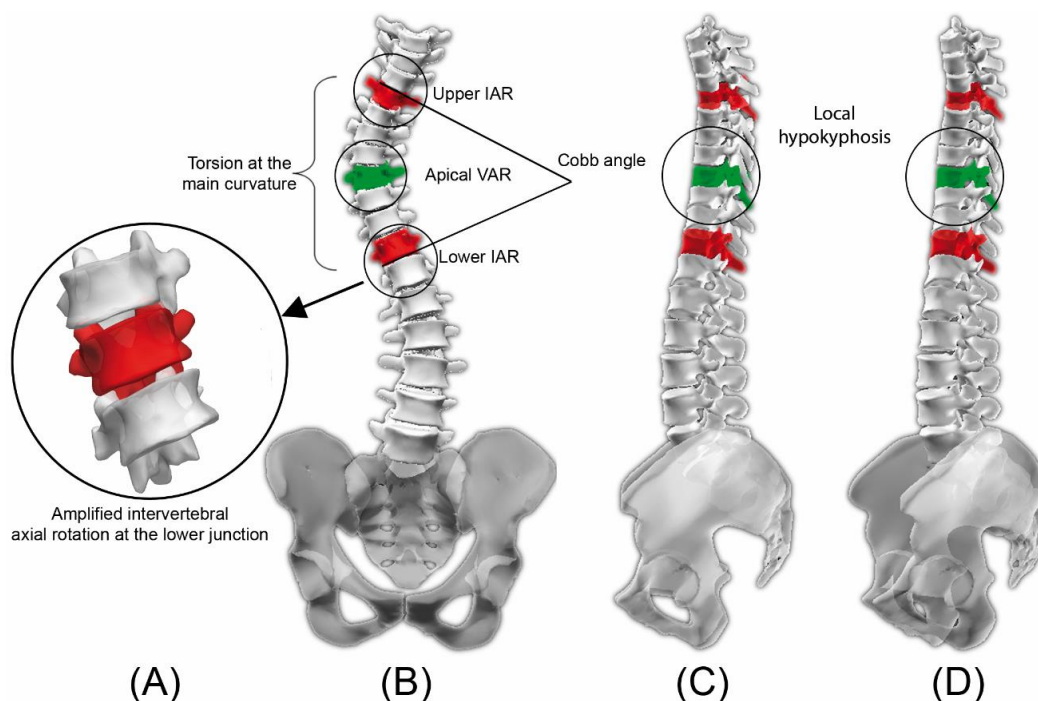 Upper IAR
Torsion at the
main curvature
Apical VAR
Cobb angle
Lower IAR
Local
hypokyphosis
Amplified intervertebral
axial rotation at the lower junction
(A)
(B)
(C)
(D)